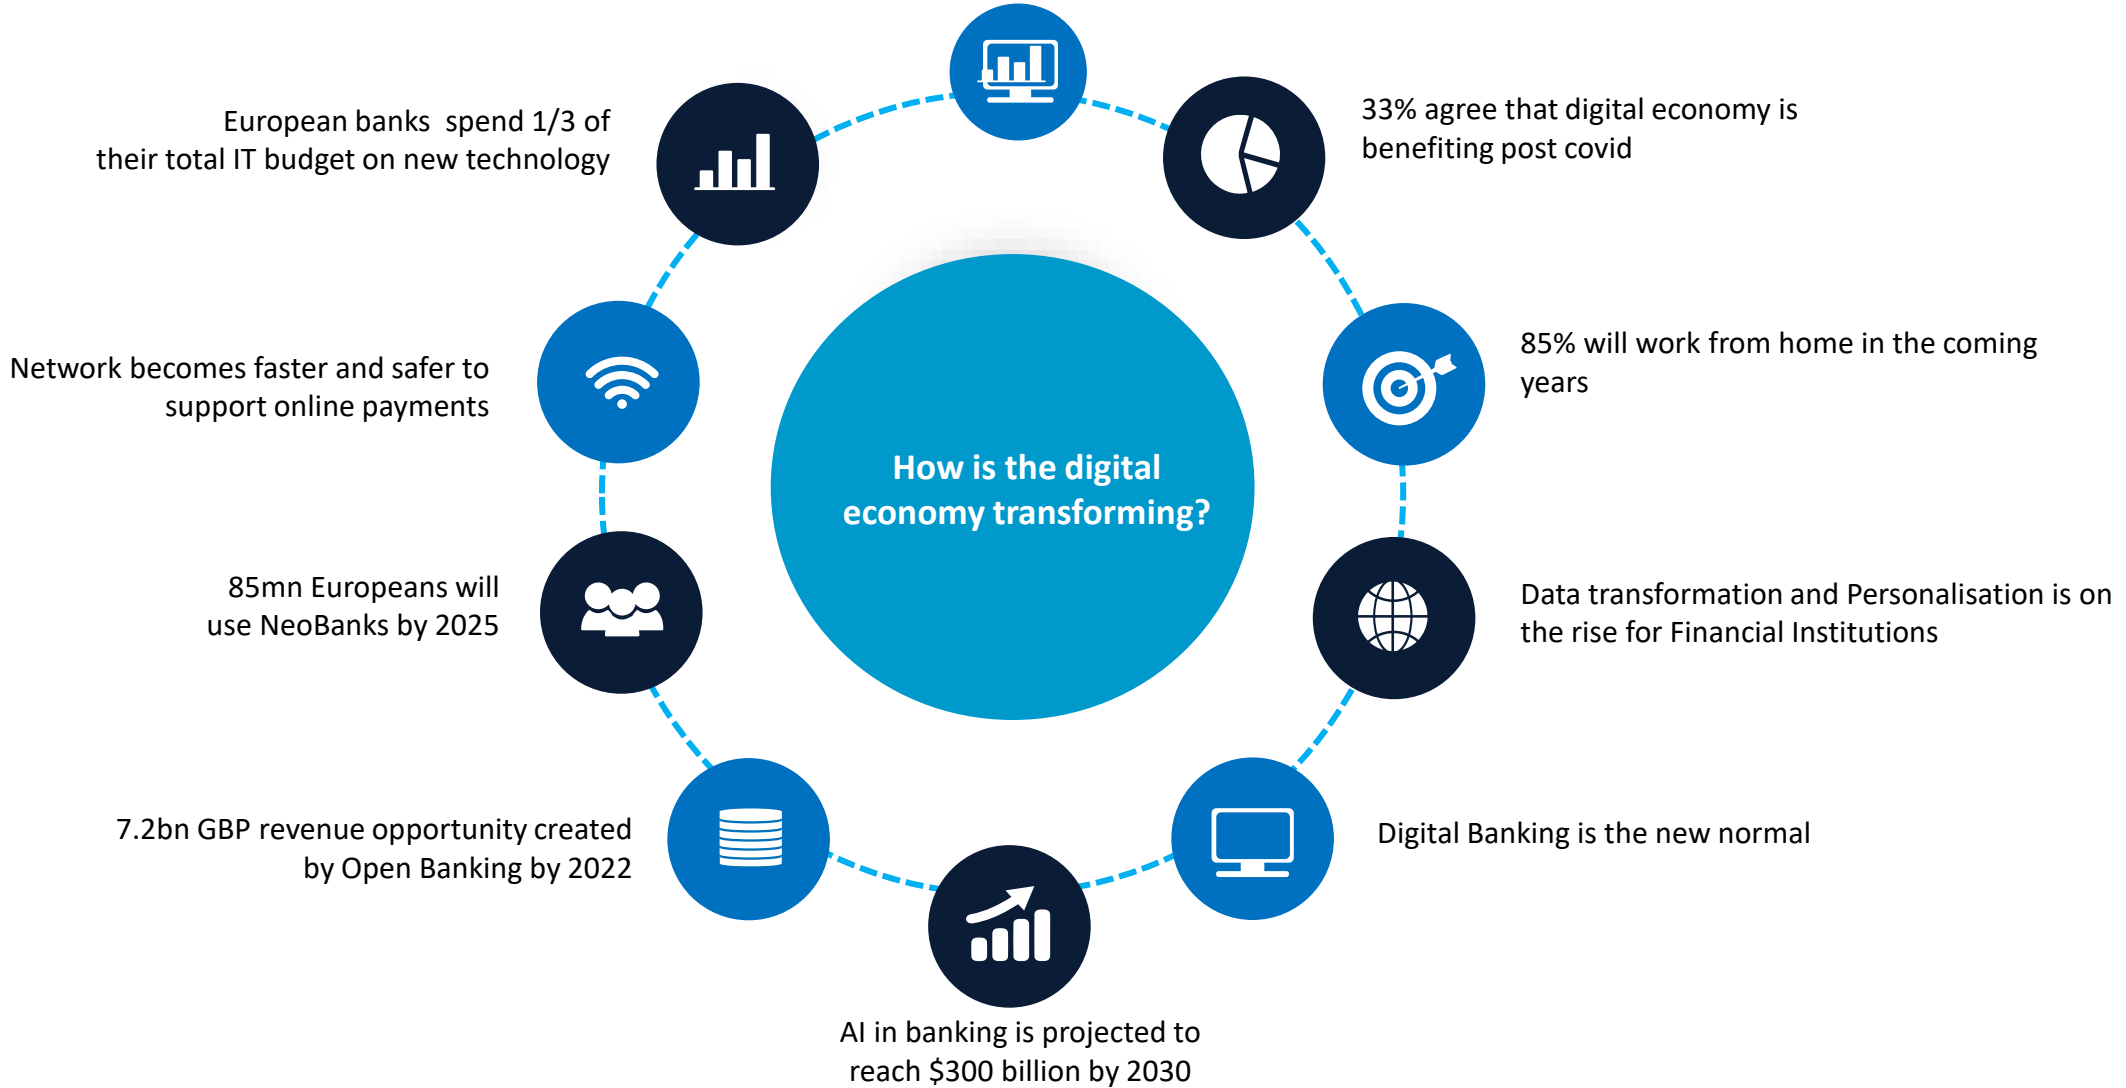 European banks  spend 1/3 of
their total IT budget on new technology
33% agree that digital economy is
benefiting post covid
Network becomes faster and safer to
support online payments
85% will work from home in the coming
years
How is the digital
economy transforming?
85mn Europeans will
use NeoBanks by 2025
Data transformation and Personalisation is on
the rise for Financial Institutions
7.2bn GBP revenue opportunity created
by Open Banking by 2022
Digital Banking is the new normal
AI in banking is projected to
reach $300 billion by 2030